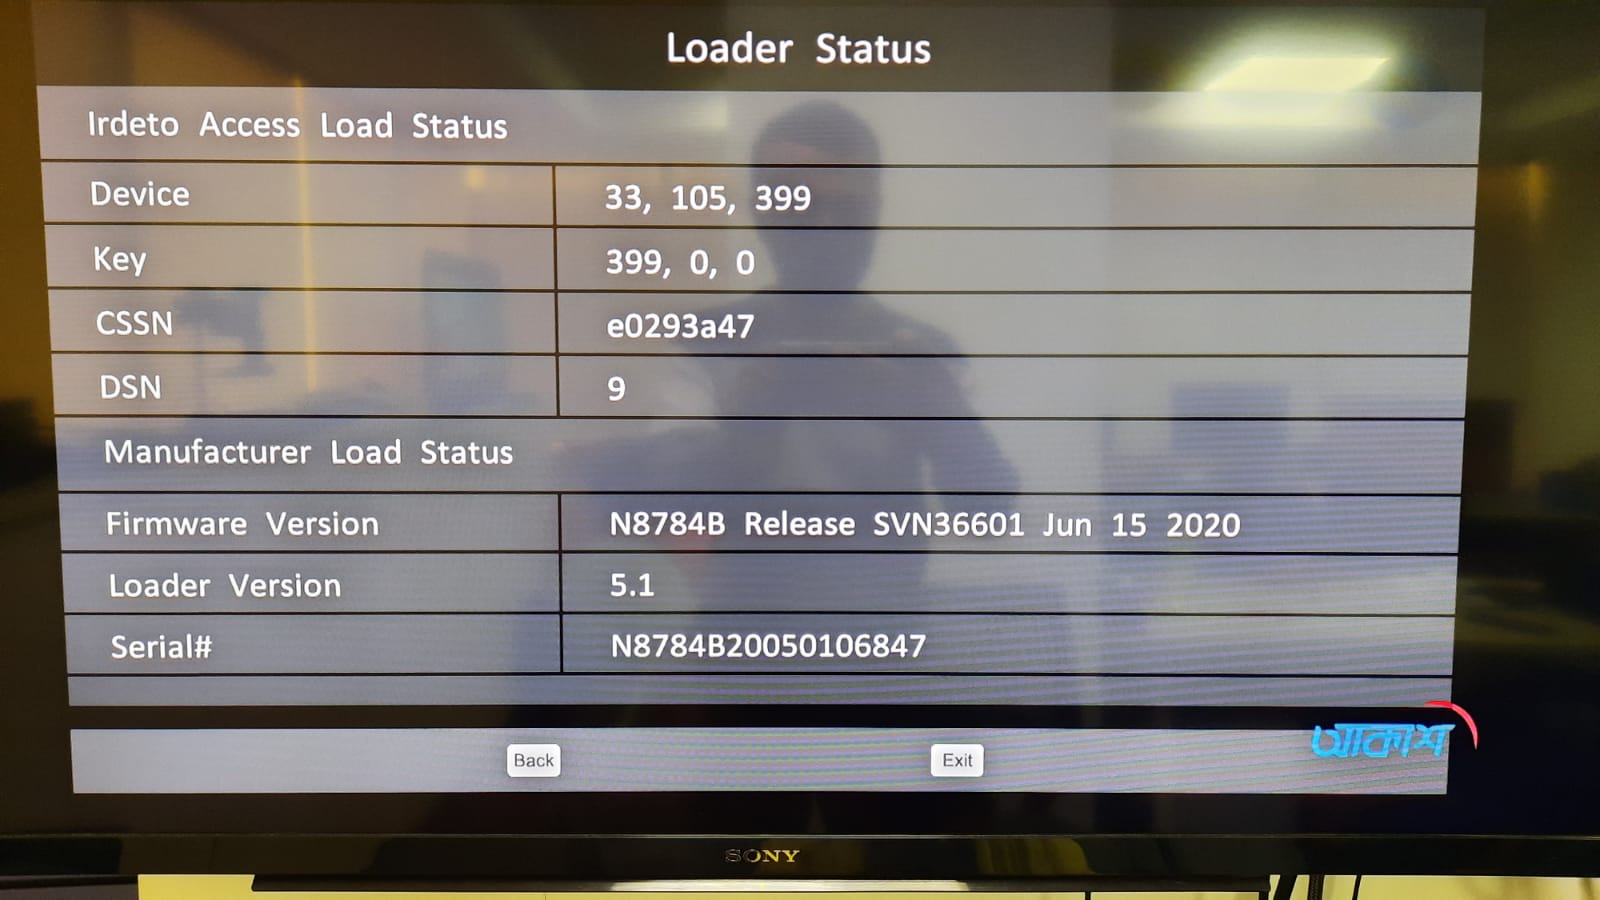 Loader Status
Irdeto Access Load Status
Device 33, 105, 399
Key 399, 0, 0
CSSN e0293a47
DSN 9
Manufacturer Load Status
Firmware Version N8784B Release SVN36601 Jun 15 2020
Loader Version 5.1
Serial# N8784B20050106847
আকাশ
Back Exit
SONY